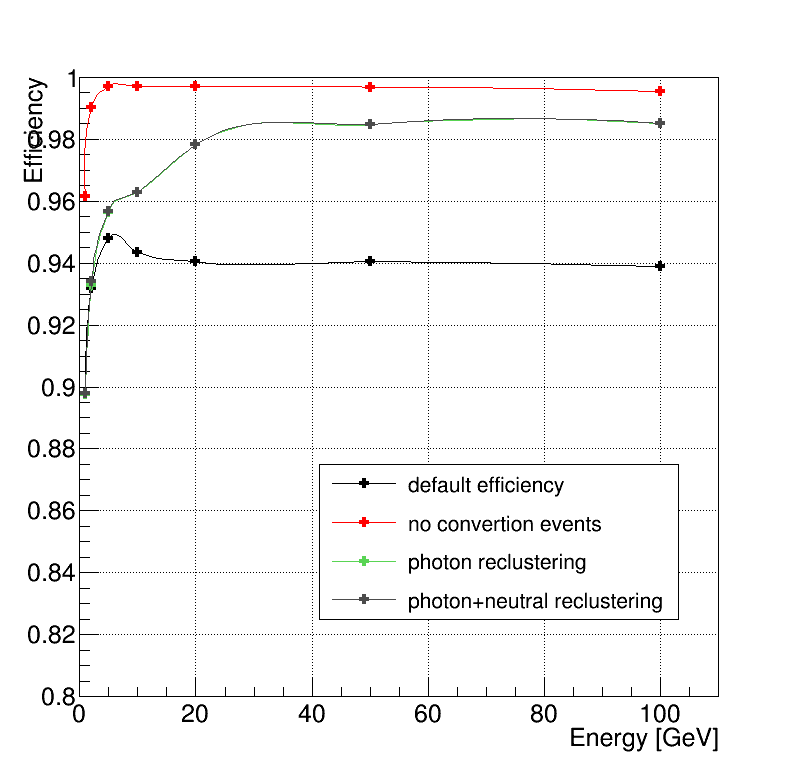 Efficiency
1
0.98
0.96
0.94
0.92
0.9
0.88
0.86
0.84
0.82
0.8
default efficiency
no convertion events
photon reclustering
photon+neutral reclustering
0 20 40 60 80 100
Energy [GeV]